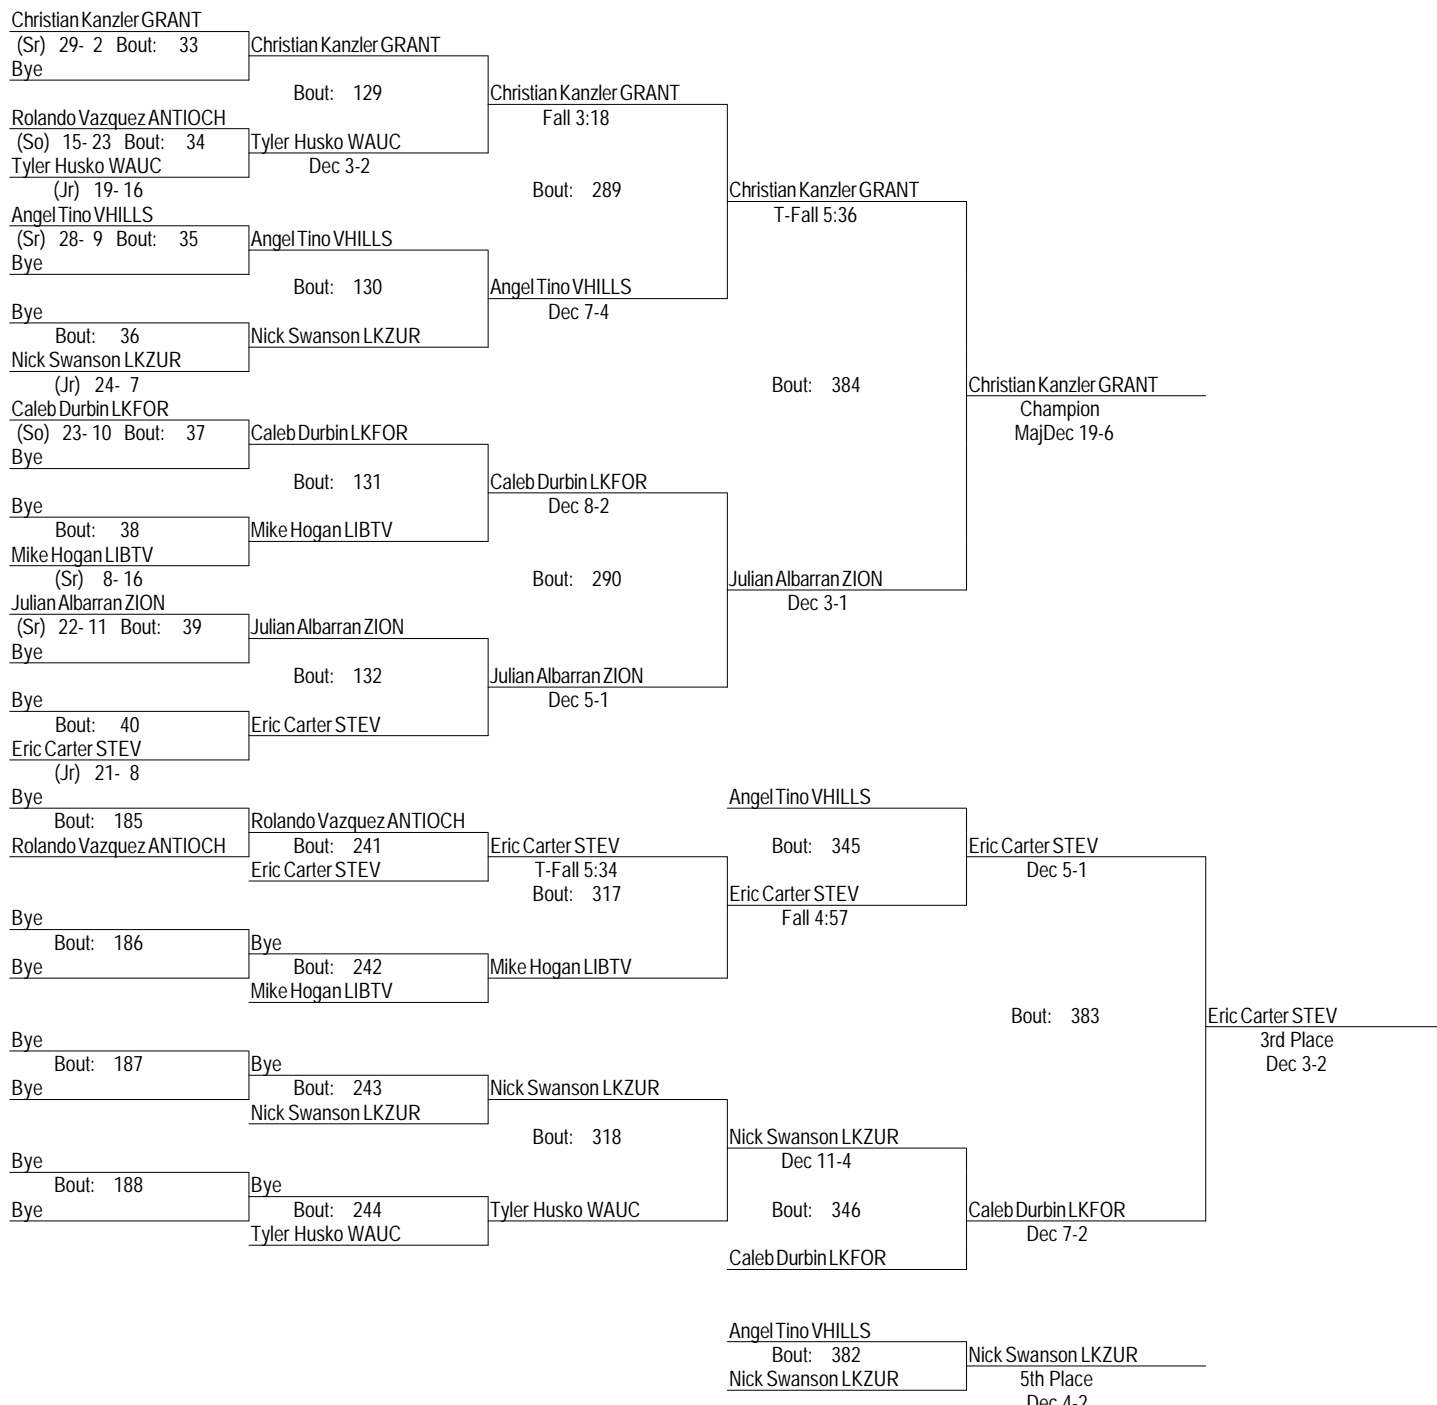 Christian Kanzler GRANT
(Sr) 29- 2 Bout: 33 Christian Kanzler GRANT
Bye
Bout: 129 Christian Kanzler GRANT
Rolando Vazquez ANTIOCH Fall 3:18
(So) 15- 23 Bout: 34 Tyler Husko WAUC
Tyler Husko WAUC Dec 3-2
(Jr) 19- 16 Bout: 289 Christian Kanzler GRANT
Angel Tino VHILLS T-Fall 5:36
(Sr) 28- 9 Bout: 35 Angel Tino VHILLS
Bye
Bout: 130 Angel Tino VHILLS
Bye Dec 7-4
Bout: 36 Nick Swanson LKZUR
Nick Swanson LKZUR
(Jr) 24- 7 Bout: 384 Christian Kanzler GRANT
Caleb Durbin LKFOR Champion
(So) 23- 10 Bout: 37 Caleb Durbin LKFOR MajDec 19-6
Bye
Bout: 131 Caleb Durbin LKFOR
Bye Dec 8-2
Bout: 38 Mike Hogan LIBTV
Mike Hogan LIBTV
(Sr) 8- 16 Bout: 290 Julian Albarran ZION
Julian Albarran ZION Dec 3-1
(Sr) 22- 11 Bout: 39 Julian Albarran ZION
Bye
Bout: 132 Julian Albarran ZION
Bye Dec 5-1
Bout: 40 Eric Carter STEV
Eric Carter STEV
(Jr) 21- 8
Bye Angel Tino VHILLS
Bout: 185 Rolando Vazquez ANTIOCH
Rolando Vazquez ANTIOCH Bout: 241 Eric Carter STEV Bout: 345 Eric Carter STEV
Eric Carter STEV T-Fall 5:34 Dec 5-1
Bout: 317 Eric Carter STEV
Bye Fall 4:57
Bout: 186 Bye
Bye Bout: 242 Mike Hogan LIBTV
Mike Hogan LIBTV
Bout: 383 Eric Carter STEV
Bye 3rd Place
Bout: 187 Bye Dec 3-2
Bye Bout: 243 Nick Swanson LKZUR
Nick Swanson LKZUR
Bout: 318 Nick Swanson LKZUR
Bye Dec 11-4
Bout: 188 Bye
Bye Bout: 244 Tyler Husko WAUC Bout: 346 Caleb Durbin LKFOR
Tyler Husko WAUC Dec 7-2
Caleb Durbin LKFOR
Angel Tino VHILLS
Bout: 382 Nick Swanson LKZUR
Nick Swanson LKZUR 5th Place
Dec 4-2